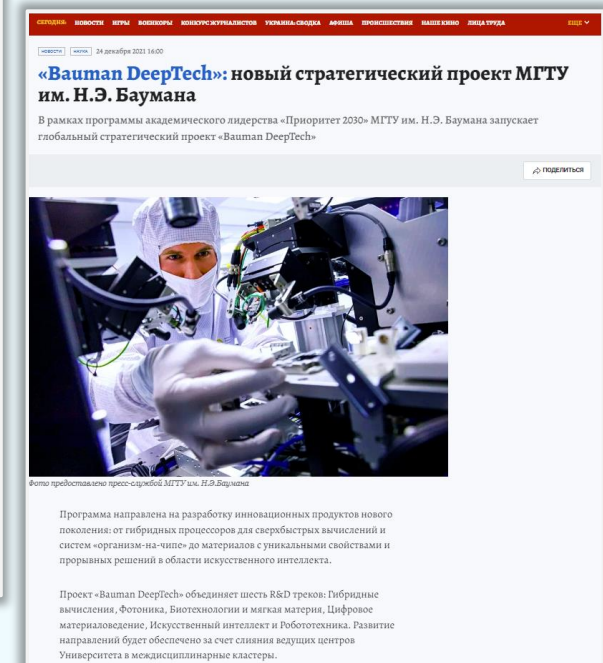 СЕГОДНЯ: НОВОСТИ ИГРЫ ВОЕНКОРЫ КОНКУРС ЖУРНАЛИСТОВ УКРАИНА: СВОДКА АФИША ПРОИСШЕСТВИЯ НАШЕ КИНО ЛИЦА ТРУДА ЕЩЕ
НОВОСТИ НАУКА 24 декабря 2021 16:00
«Bauman DeepTech»: новый стратегический проект МГТУ
им. Н.Э. Баумана
В рамках программы академического лидерства «Приоритет 2030» МГТУ им. Н.Э. Баумана запускает
глобальный стратегический проект «Bauman DeepTech»
ПОДЕЛИТЬСЯ
Фото предоставлено пресс-службой МГТУ им. Н.Э.Баумана
Программа направлена на разработку инновационных продуктов нового
поколения: от гибридных процессоров для сверхбыстрых вычислений и
систем «организм-на-чипе» до материалов с уникальными свойствами и
прорывных решений в области искусственного интеллекта.
Проект «Bauman DeepTech» объединяет шесть R&D треков: Гибридные
вычисления, Фотоника, Биотехнологии и мягкая материя, Цифровое
материаловедение, Искусственный интеллект и Робототехника. Развитие
направлений будет обеспечено за счет слияния ведущих центров
Университета в междисциплинарные кластеры.